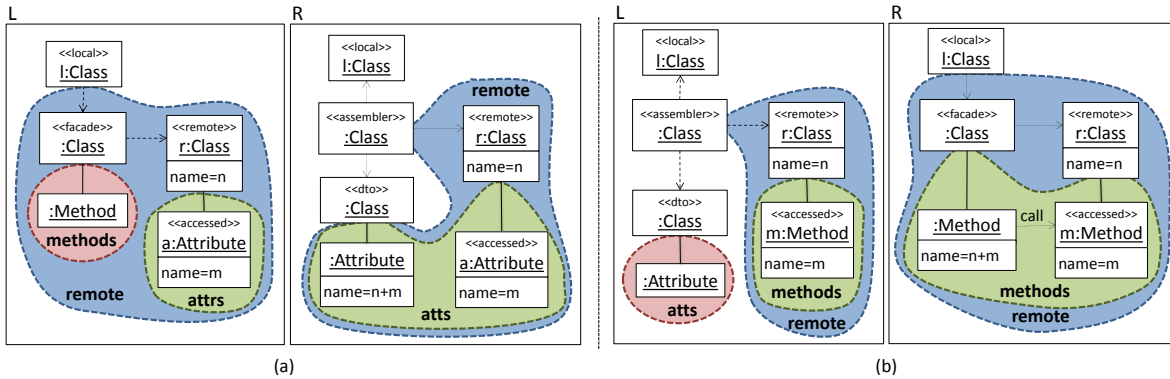 L
<<local>>
l:Class
<<facade>>
:Class
<<remote>>
r:Class
name=n
:Method
methods
<<accessed>>
a:Attribute
name=m
remote
attrs
R
<<local>>
l:Class
remote
<<assembler>>
:Class
<<remote>>
r:Class
name=n
<<dto>>
:Class
:Attribute
name=n+m
<<accessed>>
a:Attribute
name=m
atts
(a)
L
<<local>>
l:Class
<<assembler>>
:Class
<<remote>>
r:Class
name=n
<<dto>>
:Class
:Attribute
atts
<<accessed>>
m:Method
name=m
methods
remote
R
<<local>>
l:Class
remote
<<facade>>
:Class
<<remote>>
r:Class
name=n
:Method
name=n+m
call
<<accessed>>
m:Method
name=m
methods
remote
(b)